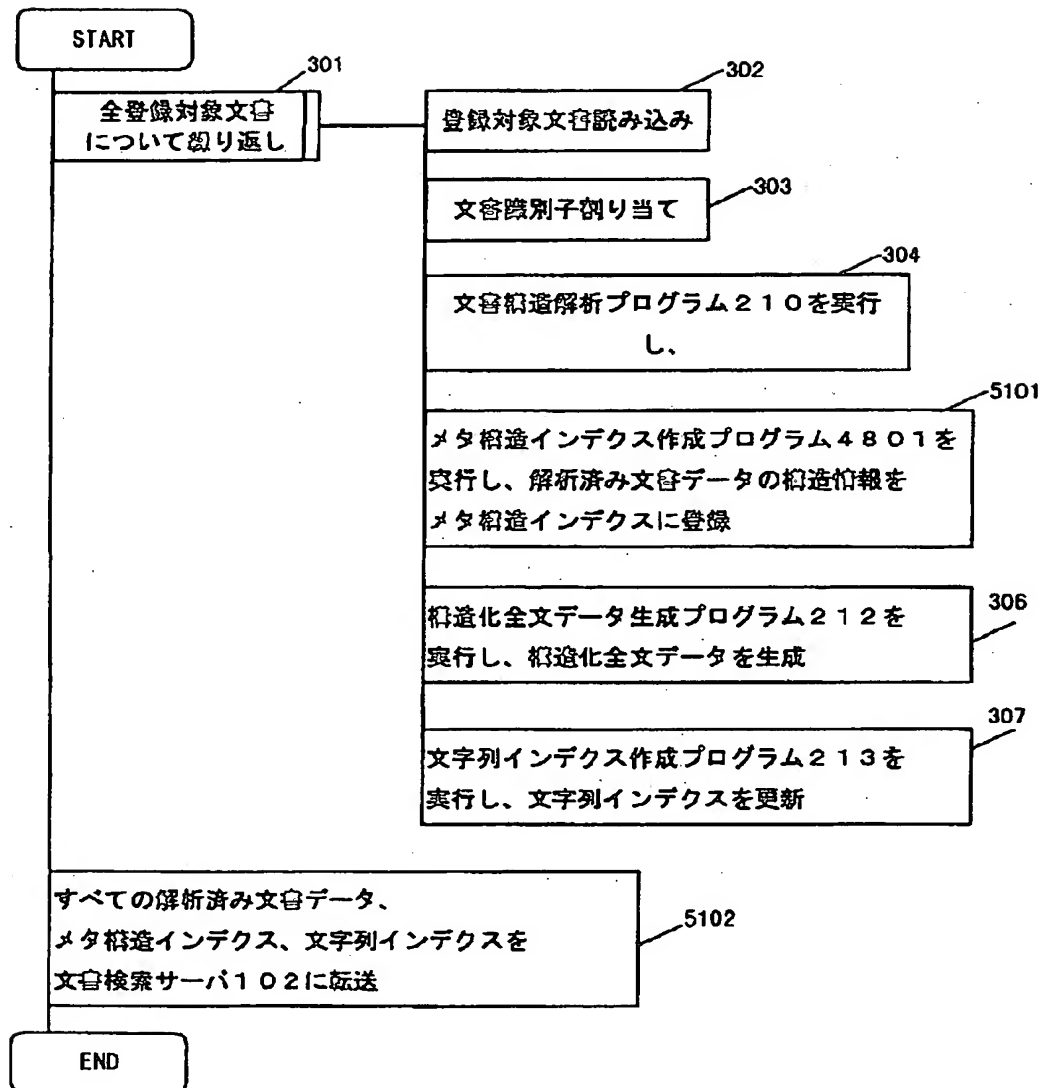 START
301
全登録対象文書
について繰り返し
302
登録対象文書読み込み
303
文書識別子割り当て
304
文書構造解析プログラム210を実行
し、
5101
メタ構造インデクス作成プログラム4801を
実行し、解析済み文書データの構造情報を
メタ構造インデクスに登録
306
構造化全文データ生成プログラム212を
実行し、構造化全文データを生成
307
文字列インデクス作成プログラム213を
実行し、文字列インデクスを更新
すべての解析済み文書データ、
メタ構造インデクス、文字列インデクスを
文書検索サーバ102に転送
5102
END